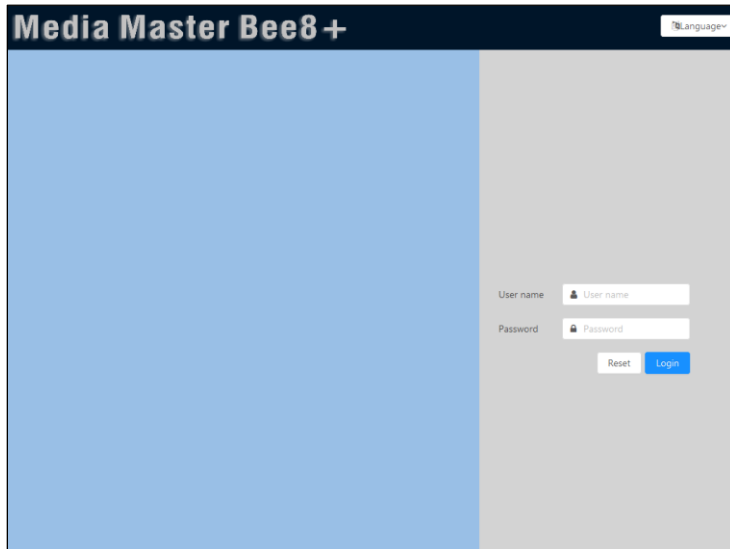 Media Master Bee8+
Language
User name
User name
Password
Password
Reset
Login